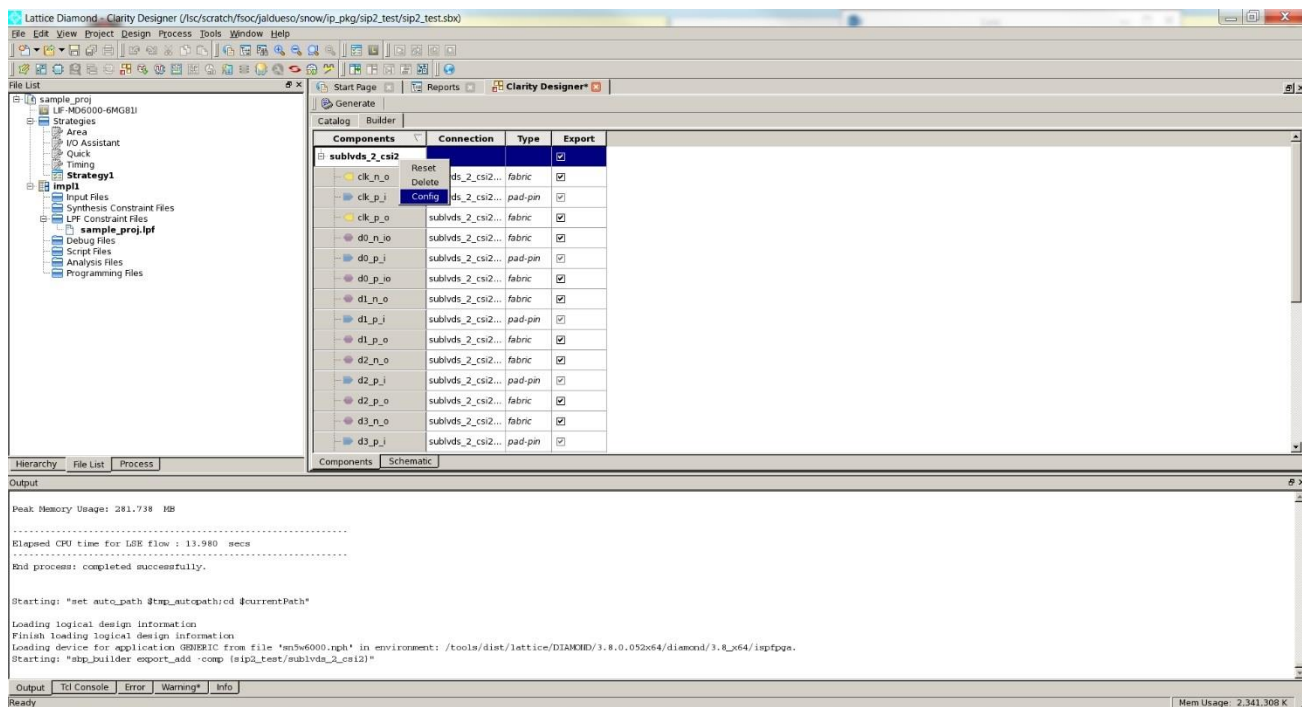 Lattice Diamond - Clarity Designer (/lsc/scratch/fsoc/jaldueso/snow/ip_pkg/sip2_test/sip2_test.sbx)
File Edit View Project Design Process Tools Window Help
File List
sample_proj
LIF-MD6000-6MG81I
Strategies
Area
I/O Assistant
Quick
Timing
Strategy1
impl1
Input Files
Synthesis Constraint Files
LPF Constraint Files
sample_proj.lpf
Debug Files
Script Files
Analysis Files
Programming Files
Hierarchy File List Process
Start Page Reports Clarity Designer*
Generate
Catalog Builder
Components Connection Type Export
sublvds_2_csi2
clk_n_o ds_2_csi2... fabric
clk_p_i ds_2_csi2... pad-pin
clk_p_o sublvds_2_csi2... fabric
d0_n_io sublvds_2_csi2... fabric
d0_p_i sublvds_2_csi2... pad-pin
d0_p_io sublvds_2_csi2... fabric
d1_n_o sublvds_2_csi2... fabric
d1_p_i sublvds_2_csi2... pad-pin
d1_p_o sublvds_2_csi2... fabric
d2_n_o sublvds_2_csi2... fabric
d2_p_i sublvds_2_csi2... pad-pin
d2_p_o sublvds_2_csi2... fabric
d3_n_o sublvds_2_csi2... fabric
d3_p_i sublvds_2_csi2... pad-pin
Reset
Delete
Config
Components Schematic
Output
Peak Memory Usage: 281.738 MB
Elapsed CPU time for LSE flow : 13.980 secs
End process: completed successfully.
Starting: "set auto_path $tmp_autopath;cd $currentPath"
Loading logical design information
Finish loading logical design information
Loading device for application GENERIC from file 'sn5w6000.nph' in environment: /tools/dist/lattice/DIAMOND/3.8.0.052x64/diamond/3.8_x64/ispfpga.
Starting: "sbp_builder export_add -comp {sip2_test/sublvds_2_csi2}"
Output Tcl Console Error Warning* Info
Ready
Mem Usage: 2,341,308 K